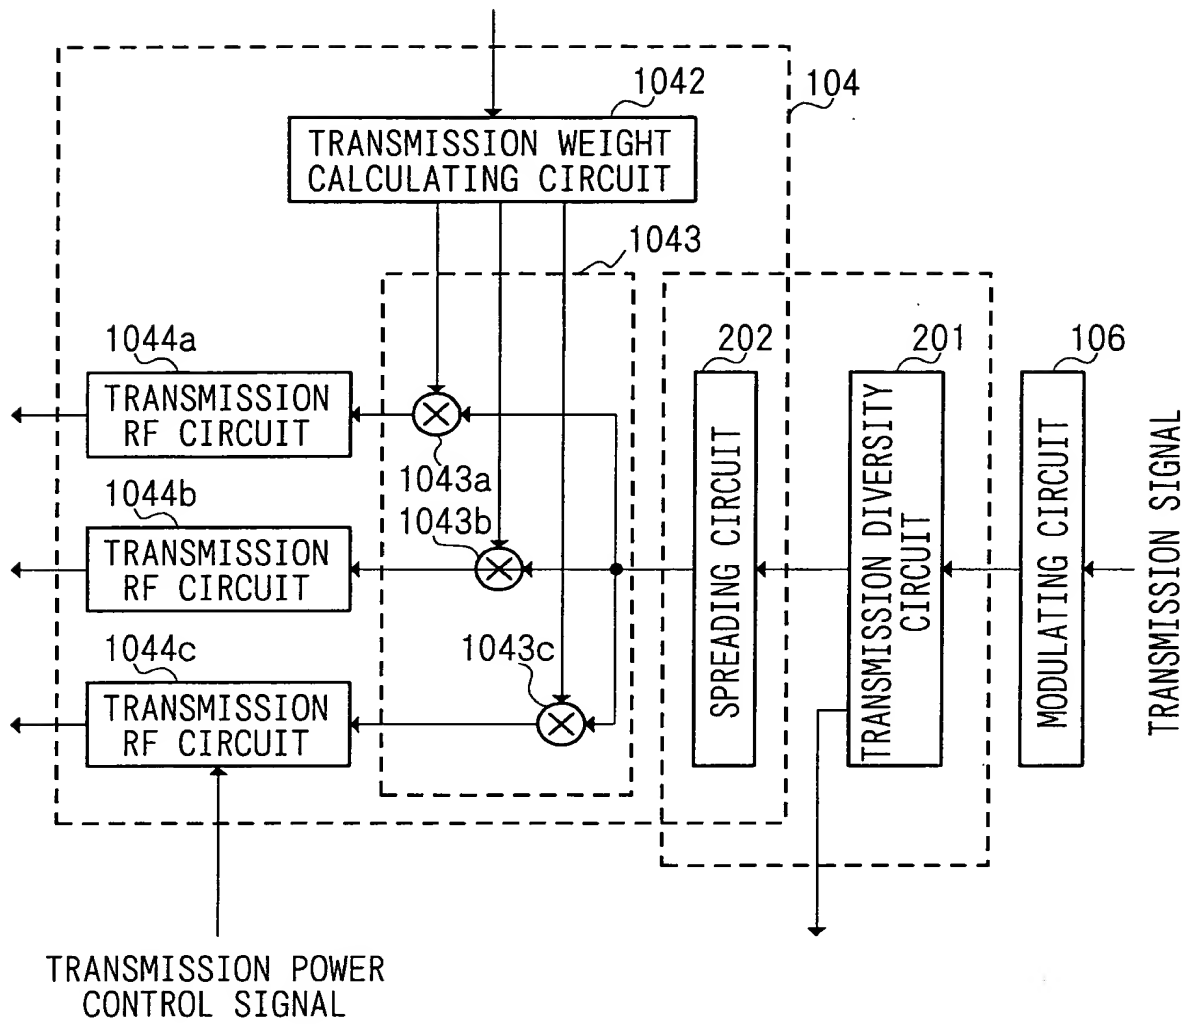 1042
104
TRANSMISSION WEIGHT
CALCULATING CIRCUIT
1043
1044a
TRANSMISSION
RF CIRCUIT
1043a
1044b
1043b
TRANSMISSION
RF CIRCUIT
1044c
1043c
TRANSMISSION
RF CIRCUIT
202
SPREADING CIRCUIT
201
TRANSMISSION DIVERSITY
CIRCUIT
106
MODULATING CIRCUIT
TRANSMISSION SIGNAL
TRANSMISSION POWER
CONTROL SIGNAL